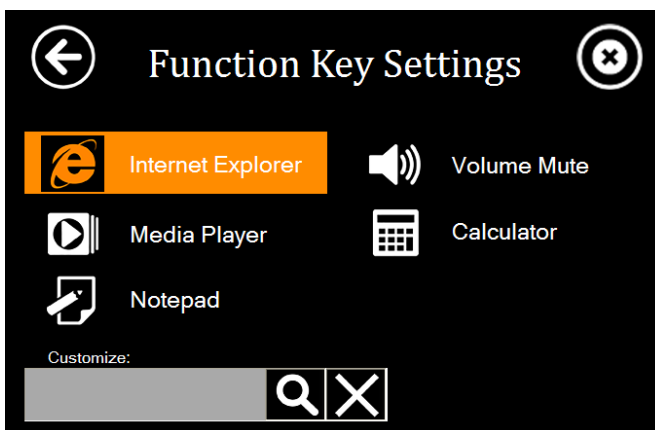 Function Key Settings
Internet Explorer
Volume Mute
Media Player
Calculator
Notepad
Customize: